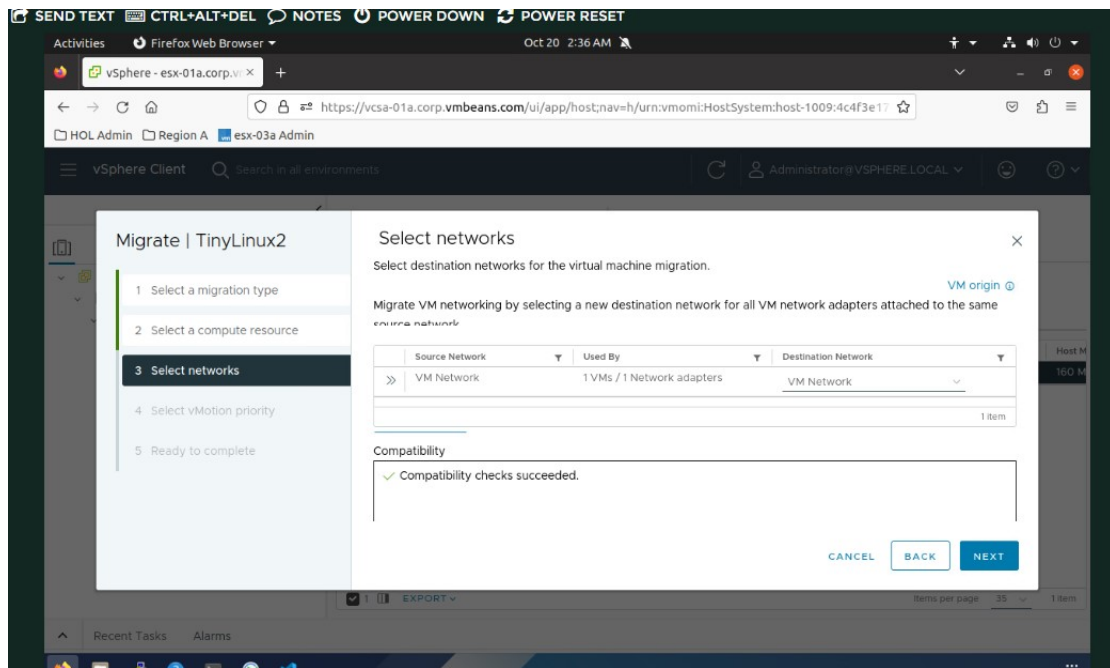 SEND TEXT CTRL+ALT+DEL NOTES POWER DOWN POWER RESET
Activities Firefox Web Browser Oct 20 2:36 AM
vSphere - esx-01a.corp.v
https://vcsa-01a.corp.vmbeans.com/ui/app/host;nav=h/urn:vmomi:HostSystem:host-1009:4c4f3e17
HOL Admin Region A esx-03a Admin
vSphere Client Search in all environments Administrator@VSPHERE.LOCAL
Migrate | TinyLinux2
1 Select a migration type
2 Select a compute resource
3 Select networks
4 Select vMotion priority
5 Ready to complete
Select networks
Select destination networks for the virtual machine migration.
VM origin
Migrate VM networking by selecting a new destination network for all VM network adapters attached to the same
source network
Source Network Used By Destination Network
VM Network 1 VMs / 1 Network adapters VM Network
1 item
Compatibility
Compatibility checks succeeded.
CANCEL BACK NEXT
Host M
160 M
1 EXPORT Items per page 35 1 item
Recent Tasks Alarms